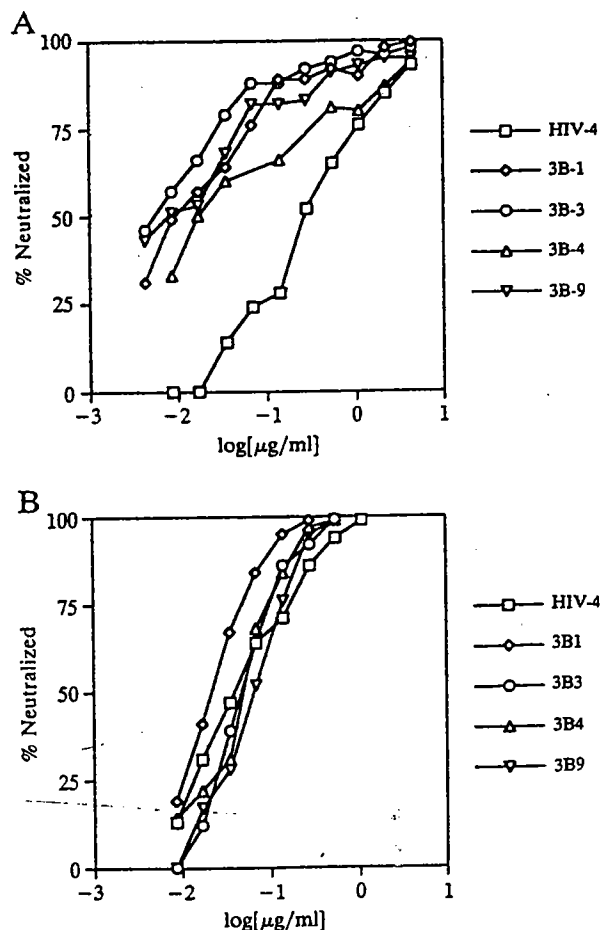 A
100
75
50
25
0
% Neutralized
−3
−2
−1
0
1
log[μg/ml]
HIV-4
3B-1
3B-3
3B-4
3B-9
B
100
75
50
25
0
% Neutralized
−3
−2
−1
0
1
log[μg/ml]
HIV-4
3B1
3B3
3B4
3B9